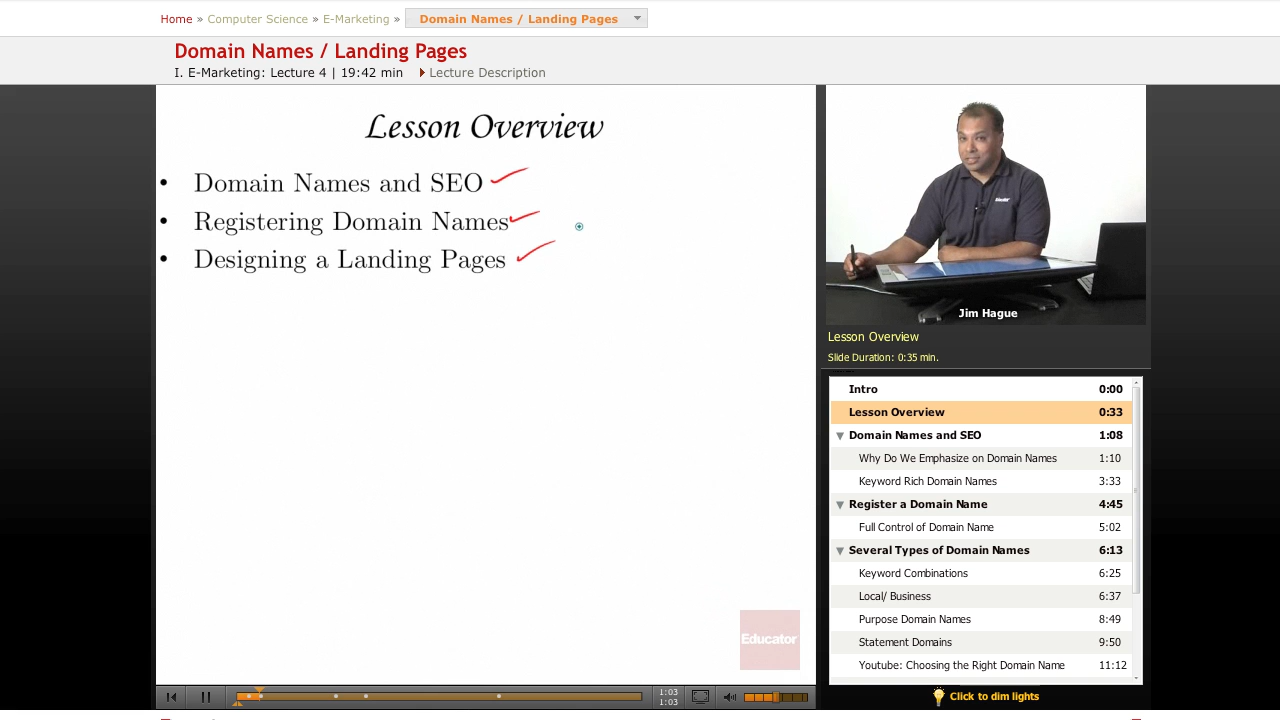 Home » Computer Science » E-Marketing » Domain Names / Landing Pages
Domain Names / Landing Pages
I. E-Marketing: Lecture 4 | 19:42 min Lecture Description
Lesson Overview
• Domain Names and SEO
• Registering Domain Names
• Designing a Landing Pages
Educator
1:03
1:03
Jim Hague
Lesson Overview
Slide Duration: 0:35 min.
Intro 0:00
Lesson Overview 0:33
Domain Names and SEO 1:08
Why Do We Emphasize on Domain Names 1:10
Keyword Rich Domain Names 3:33
Register a Domain Name 4:45
Full Control of Domain Name 5:02
Several Types of Domain Names 6:13
Keyword Combinations 6:25
Local/ Business 6:37
Purpose Domain Names 8:49
Statement Domains 9:50
Youtube: Choosing the Right Domain Name 11:12
Click to dim lights